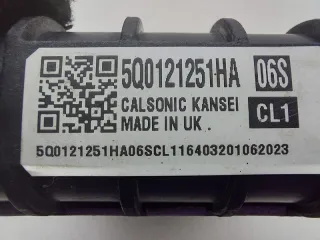 5Q0121251HA 06S
CALSONIC KANSEI
MADE IN UK . CL1
5Q0121251HA06SCL116403201062023